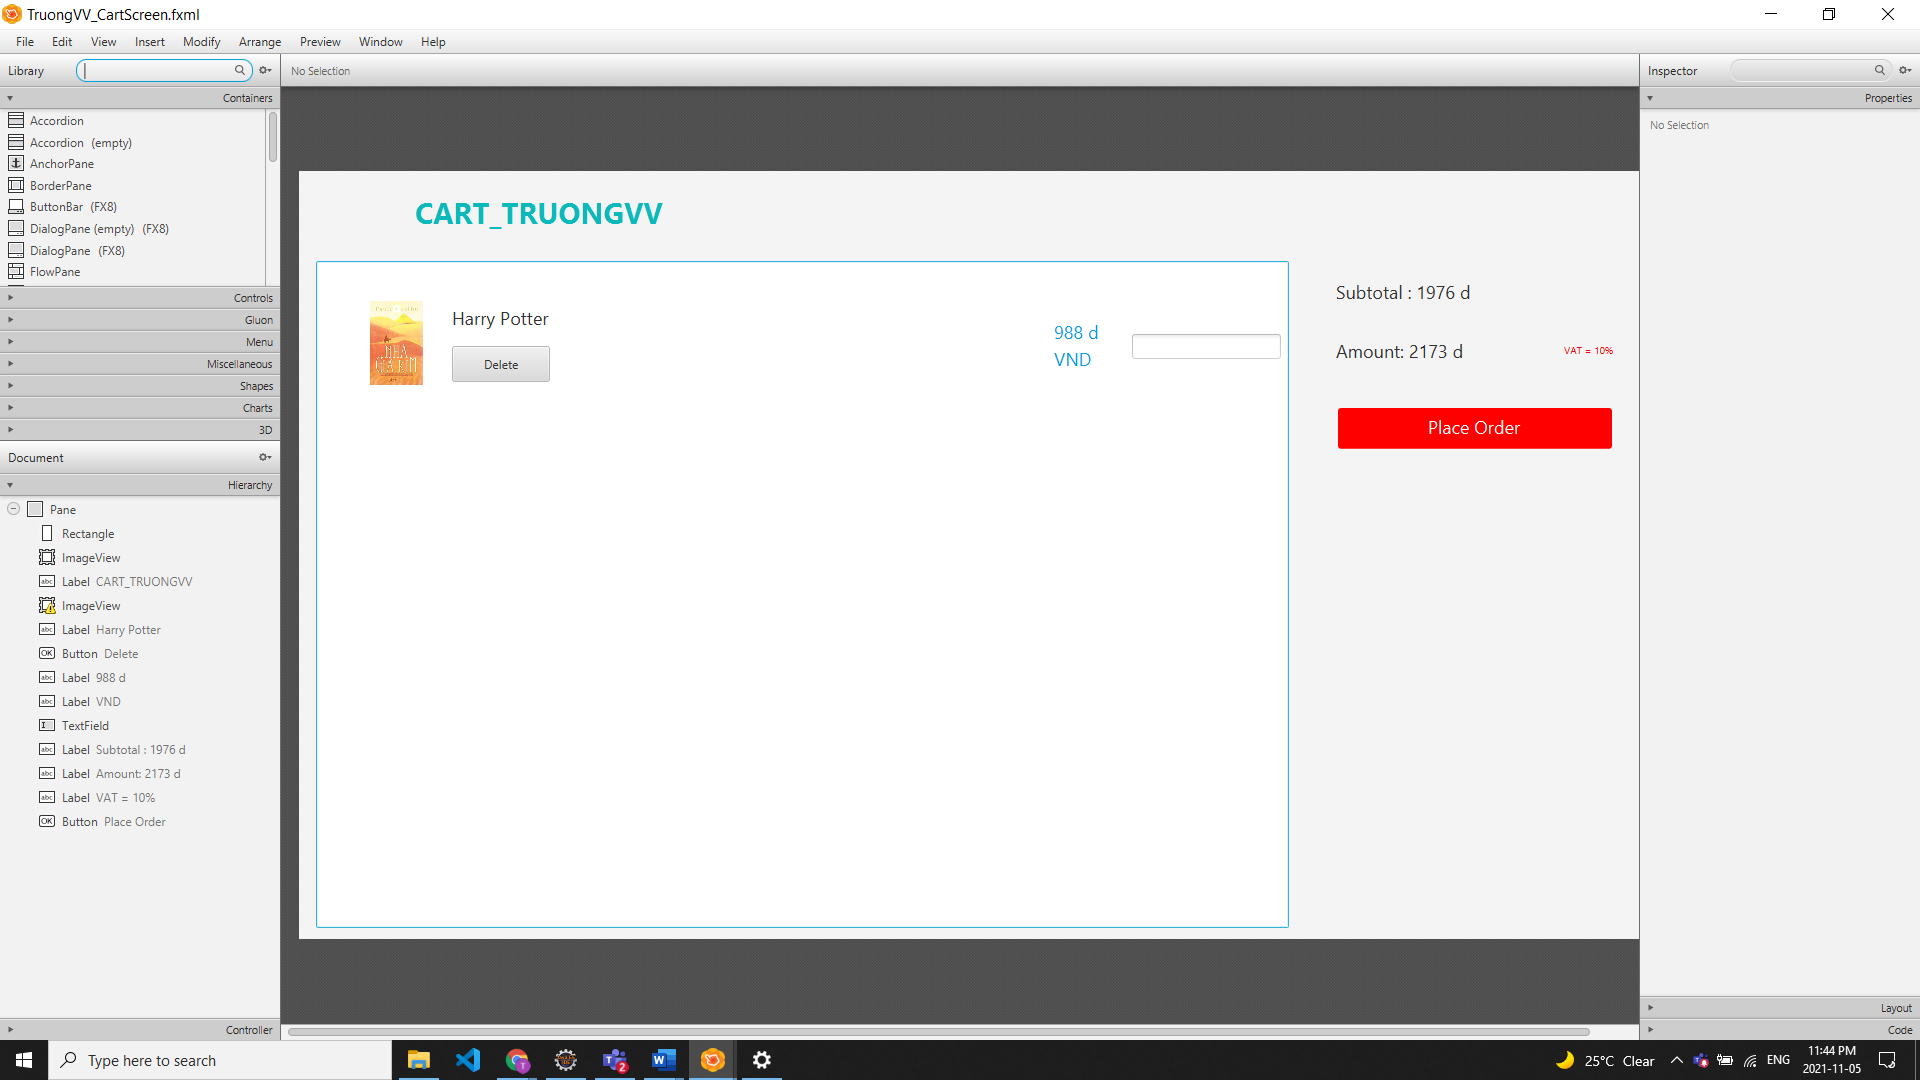 TruongVV_CartScreen.fxml
File Edit View Insert Modify Arrange Preview Window Help
Library
No Selection
Inspector
Containers
Properties
Accordion
Accordion (empty)
AnchorPane
BorderPane
ButtonBar (FX8)
DialogPane (empty) (FX8)
DialogPane (FX8)
FlowPane
Controls
Gluon
Menu
Miscellaneous
Shapes
Charts
3D
Document
Hierarchy
Pane
Rectangle
ImageView
Label CART_TRUONGVV
ImageView
Label Harry Potter
Button Delete
Label 988 d
Label VND
TextField
Label Subtotal : 1976 d
Label Amount: 2173 d
Label VAT = 10%
Button Place Order
Controller
CART_TRUONGVV
NHÀ
GIẢ KIM
Harry Potter
Delete
988 d
VND
Subtotal : 1976 d
Amount: 2173 d
VAT = 10%
Place Order
No Selection
Layout
Code
Type here to search
2
25°C Clear
ENG
11:44 PM
2021-11-05